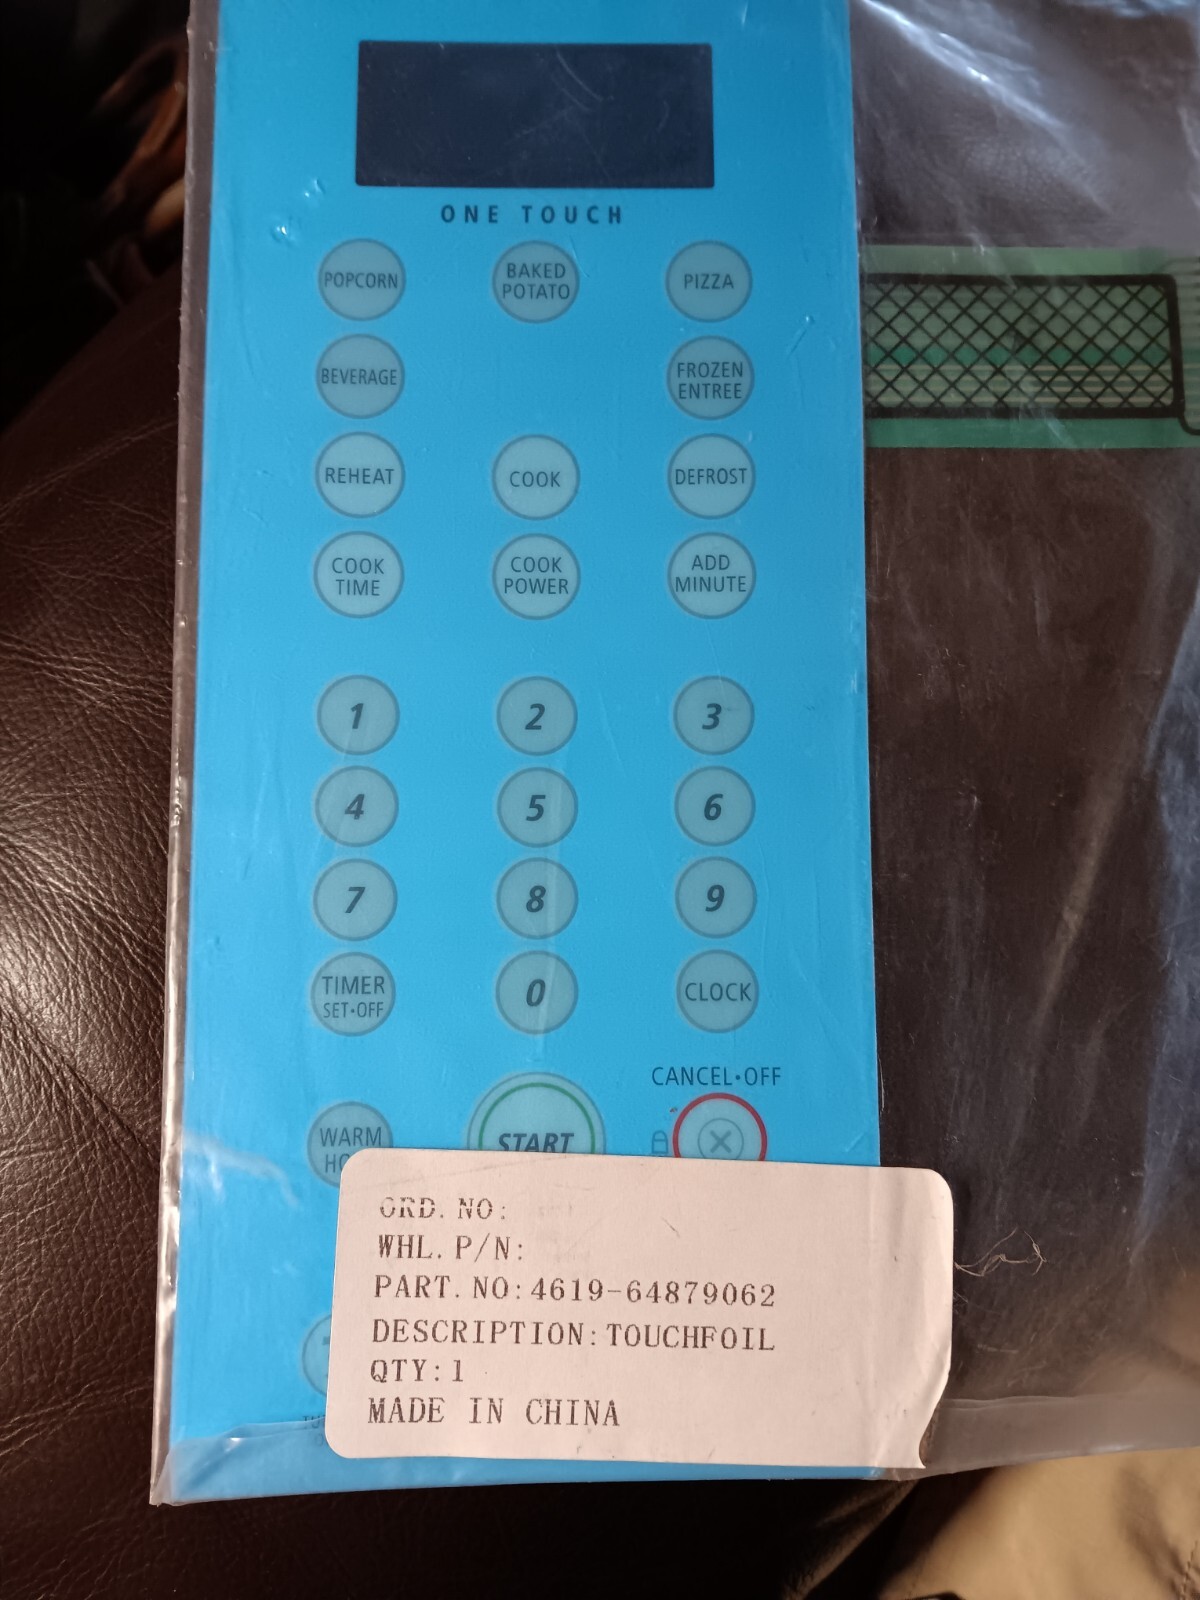 ONE TOUCH
POPCORN
BAKED
POTATO
PIZZA
BEVERAGE
FROZEN
ENTREE
REHEAT
COOK
DEFROST
COOK
TIME
COOK
POWER
ADD
MINUTE
1
2
3
4
5
6
7
8
9
TIMER
SET•OFF
0
CLOCK
CANCEL•OFF
WARM
START
ORD. NO:
WHL. P/N:
PART. NO:4619-64879062
DESCRIPTION:TOUCHFOIL
QTY:1
MADE IN CHINA